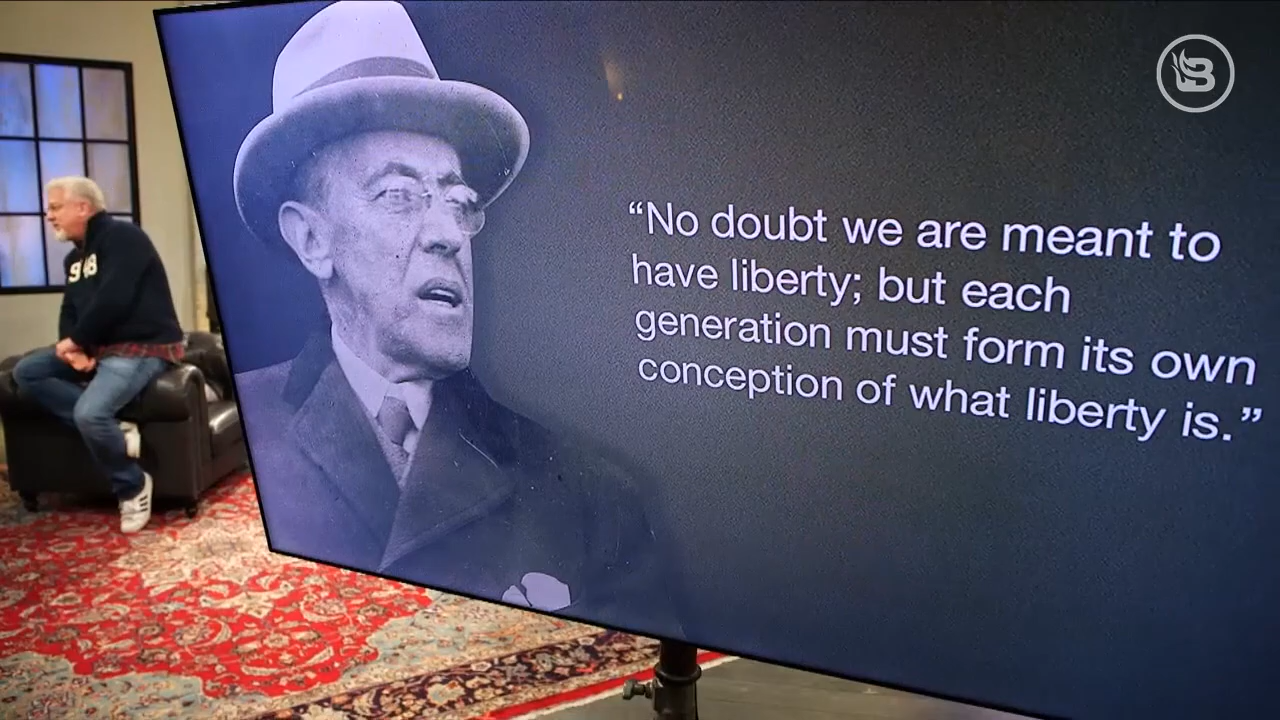 “No doubt we are meant to
have liberty; but each
generation must form its own
conception of what liberty is.”
B